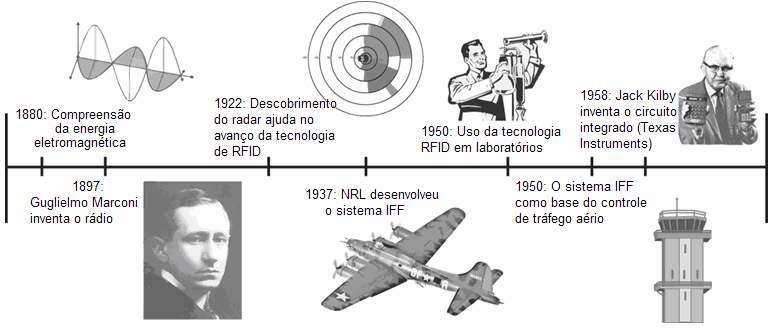 1880: Compreensão
da energia
eletromagnética
1897:
Guglielmo Marconi
inventa o rádio
1922: Descobrimento
do radar ajuda no
avanço da tecnologia
de RFID
1937: NRL desenvolveu
o sistema IFF
1950: Uso da tecnologia
RFID em laboratórios
1950: O sistema IFF
como base do controle
de tráfego aério
1958: Jack Kilby
inventa o circuito
integrado (Texas
Instruments)